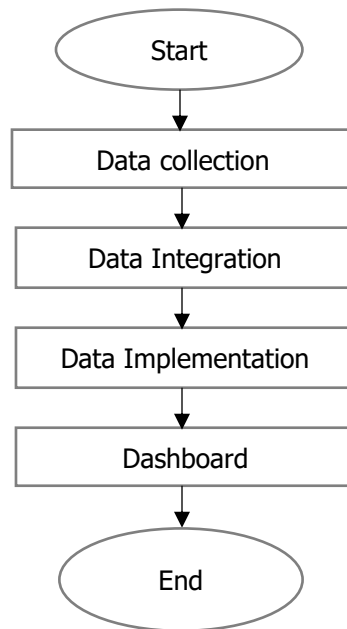 Start
Data collection
Data Integration
Data Implementation
Dashboard
End